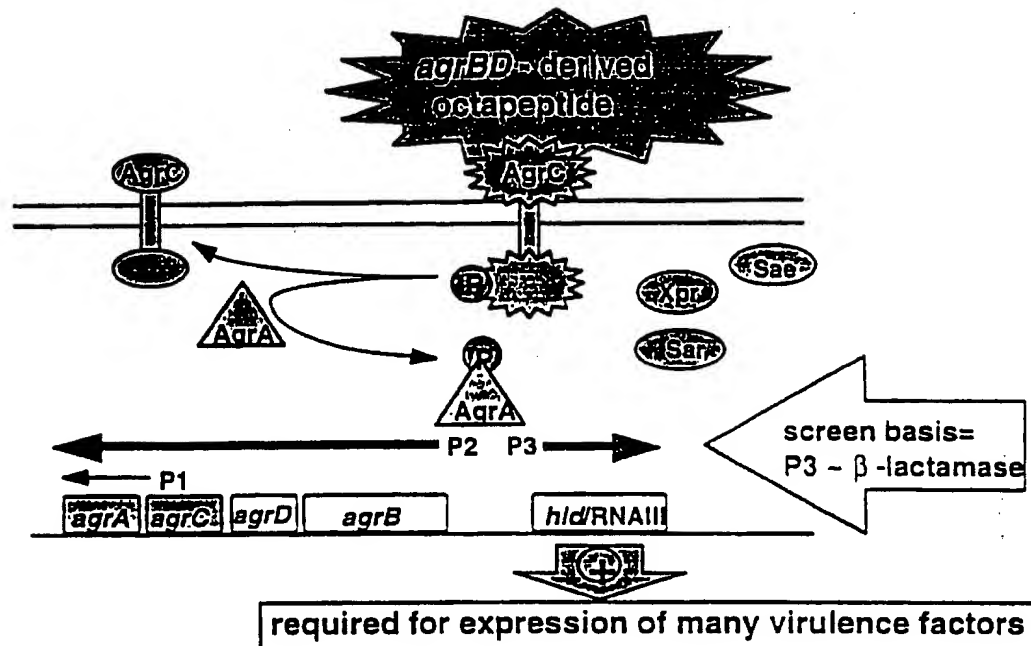 agrBD - derived
octapeptide
AgrC
AgrC
Sae
P
Xpr
AgrA
Sar
P
AgrA
P2 P3
screen basis=
P3 ~ β -lactamase
P1
agrA agrC agrD agrB hld/RNAIII
+
required for expression of many virulence factors